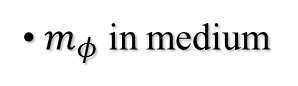 • m_ϕ in medium